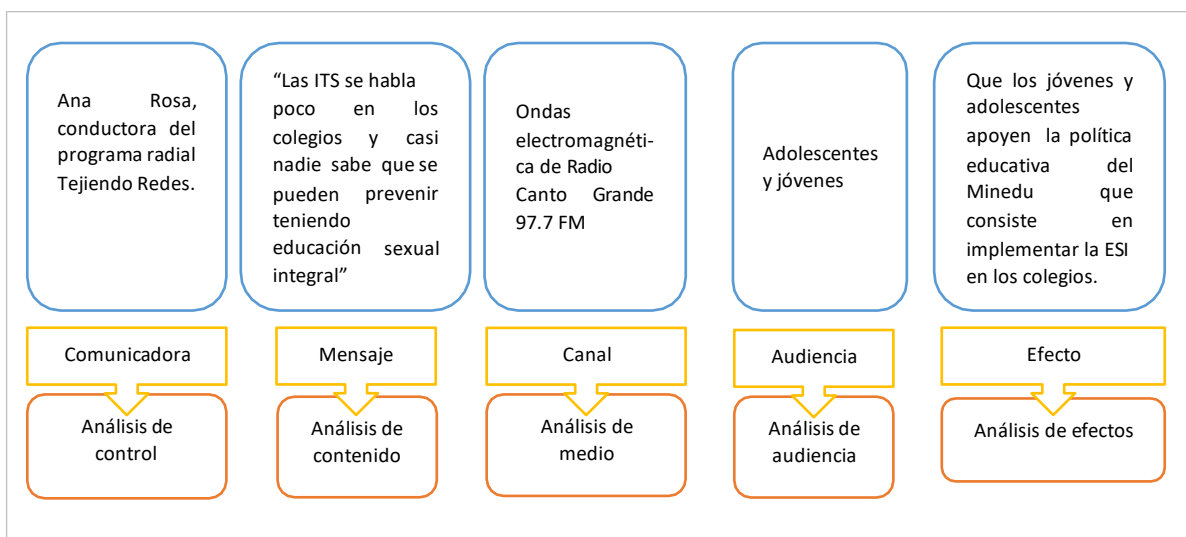 Ana Rosa,
conductora del
programa radial
Tejiendo Redes.
“Las ITS se habla
poco en los
colegios y casi
nadie sabe que se
pueden prevenir
teniendo
educación sexual
integral”
Ondas
electromagnéti-
ca de Radio
Canto Grande
97.7 FM
Adolescentes
y jóvenes
Que los jóvenes y
adolescentes
apoyen la política
educativa del
Minedu que
consiste en
implementar la ESI
en los colegios.
Comunicadora
Mensaje
Canal
Audiencia
Efecto
Análisis de
control
Análisis de
contenido
Análisis de
medio
Análisis de
audiencia
Análisis de efectos